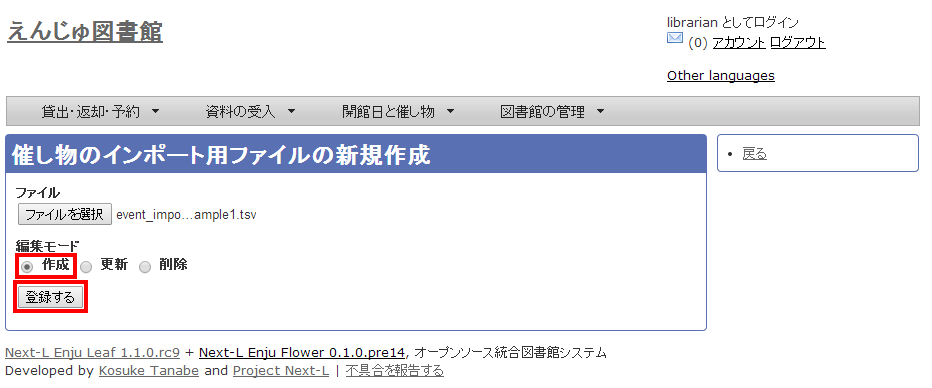 えんじゅ図書館
librarian としてログイン
(0) アカウント ログアウト
Other languages
貸出・返却・予約 ▼ 資料の受入 ▼ 開館日と催し物 ▼ 図書館の管理 ▼
催し物のインポート用ファイルの新規作成
• 戻る
ファイル
ファイルを選択 event_impo...ample1.tsv
編集モード
作成 更新 削除
登録する
Next-L Enju Leaf 1.1.0.rc9 + Next-L Enju Flower 0.1.0.pre14, オープンソース統合図書館システム
Developed by Kosuke Tanabe and Project Next-L | 不具合を報告する